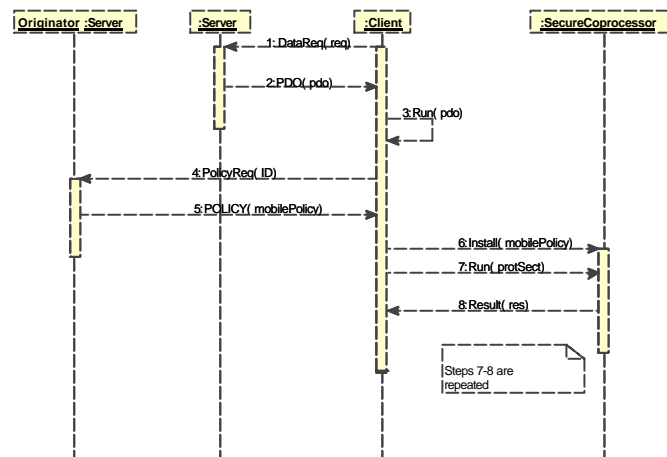 Originator :Server
:Server
:Client
:SecureCoprocessor
1: DataReq( req)
2: PDO( pdo)
3: Run( pdo)
4: PolicyReq( ID)
5: POLICY( mobilePolicy)
6: Install( mobilePolicy)
7: Run( protSect)
8: Result( res)
Steps 7-8 are
repeated